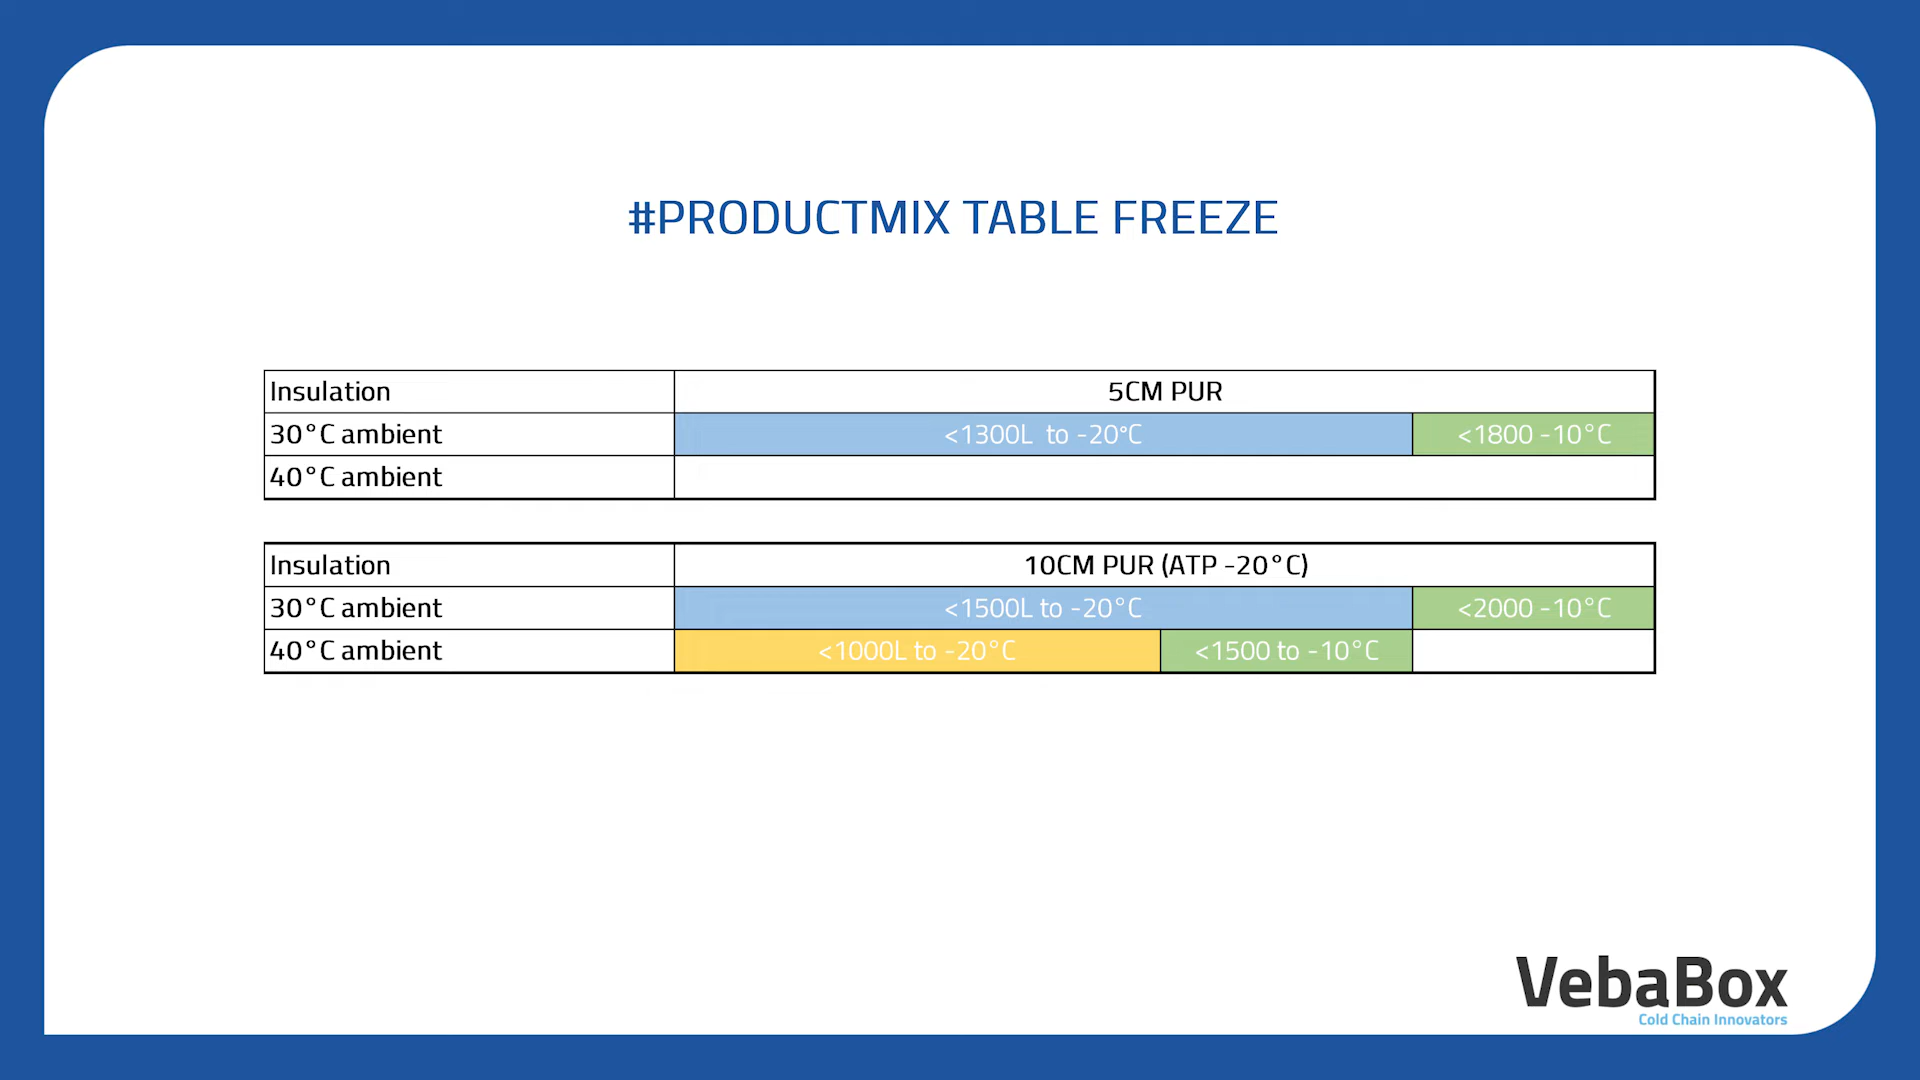 #PRODUCTMIX TABLE FREEZE
Insulation 5CM PUR
30°C ambient <1300L to -20°C <1800 -10°C
40°C ambient
Insulation 10CM PUR (ATP -20°C)
30°C ambient <1500L to -20°C <2000 -10°C
40°C ambient <1000L to -20°C <1500 to -10°C
VebaBox
Cold Chain Innovators